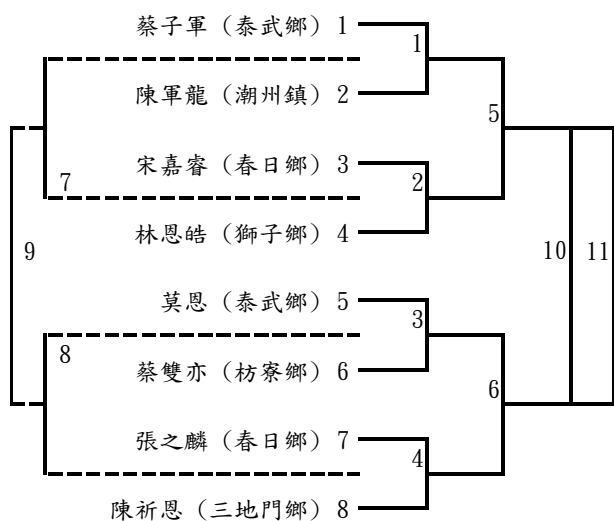 蔡子軍（泰武鄉）1
1
陳軍龍（潮州鎮）2
5
宋嘉睿（春日鄉）3
7
2
林恩皓（獅子鄉）4
9
10
11
莫恩（泰武鄉）5
3
8
蔡雙亦（枋寮鄉）6
6
張之麟（春日鄉）7
4
陳祈恩（三地門鄉）8